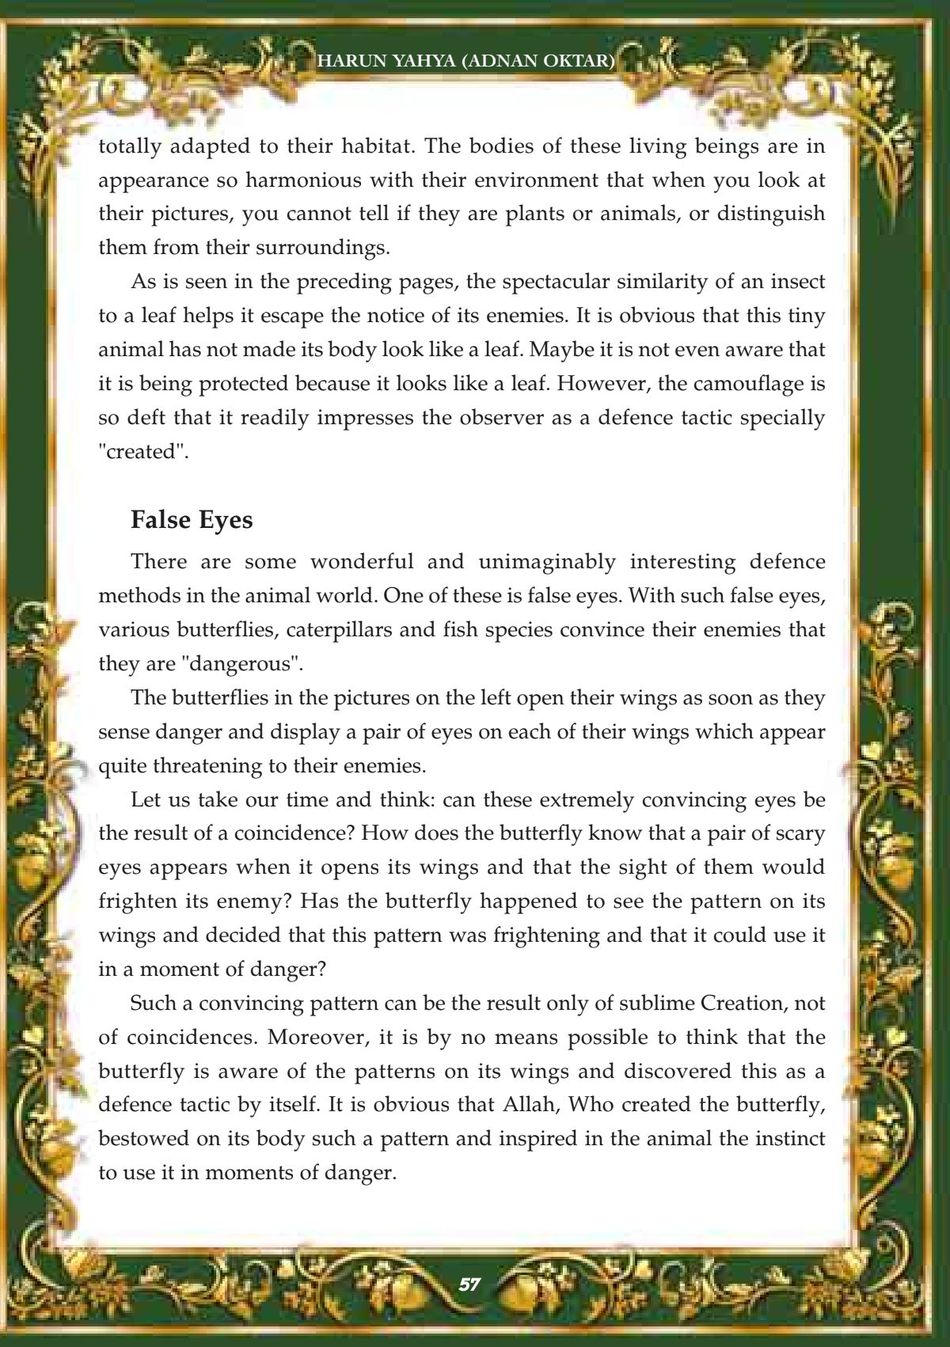 HARUN YAHYA (ADNAN OKTAR)
totally adapted to their habitat. The bodies of these living beings are in
appearance so harmonious with their environment that when you look at
their pictures, you cannot tell if they are plants or animals, or distinguish
them from their surroundings.
As is seen in the preceding pages, the spectacular similarity of an insect
to a leaf helps it escape the notice of its enemies. It is obvious that this tiny
animal has not made its body look like a leaf. Maybe it is not even aware that
it is being protected because it looks like a leaf. However, the camouflage is
so deft that it readily impresses the observer as a defence tactic specially
"created".
False Eyes
There are some wonderful and unimaginably interesting defence
methods in the animal world. One of these is false eyes. With such false eyes,
various butterflies, caterpillars and fish species convince their enemies that
they are "dangerous".
The butterflies in the pictures on the left open their wings as soon as they
sense danger and display a pair of eyes on each of their wings which appear
quite threatening to their enemies.
Let us take our time and think: can these extremely convincing eyes be
the result of a coincidence? How does the butterfly know that a pair of scary
eyes appears when it opens its wings and that the sight of them would
frighten its enemy? Has the butterfly happened to see the pattern on its
wings and decided that this pattern was frightening and that it could use it
in a moment of danger?
Such a convincing pattern can be the result only of sublime Creation, not
of coincidences. Moreover, it is by no means possible to think that the
butterfly is aware of the patterns on its wings and discovered this as a
defence tactic by itself. It is obvious that Allah, Who created the butterfly,
bestowed on its body such a pattern and inspired in the animal the instinct
to use it in moments of danger.
57